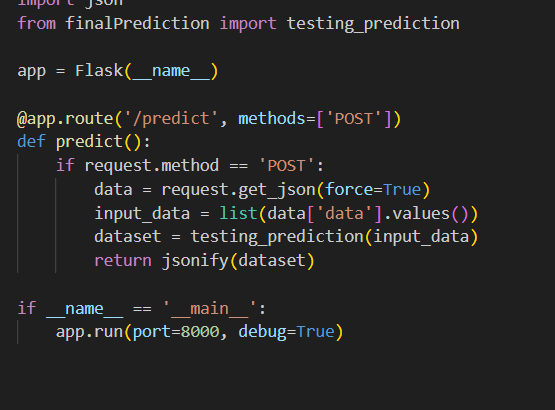 import json
from finalPrediction import testing_prediction
app = Flask(__name__)
@app.route('/predict', methods=['POST'])
def predict():
    if request.method == 'POST':
        data = request.get_json(force=True)
        input_data = list(data['data'].values())
        dataset = testing_prediction(input_data)
        return jsonify(dataset)
if __name__ == '__main__':
    app.run(port=8000, debug=True)